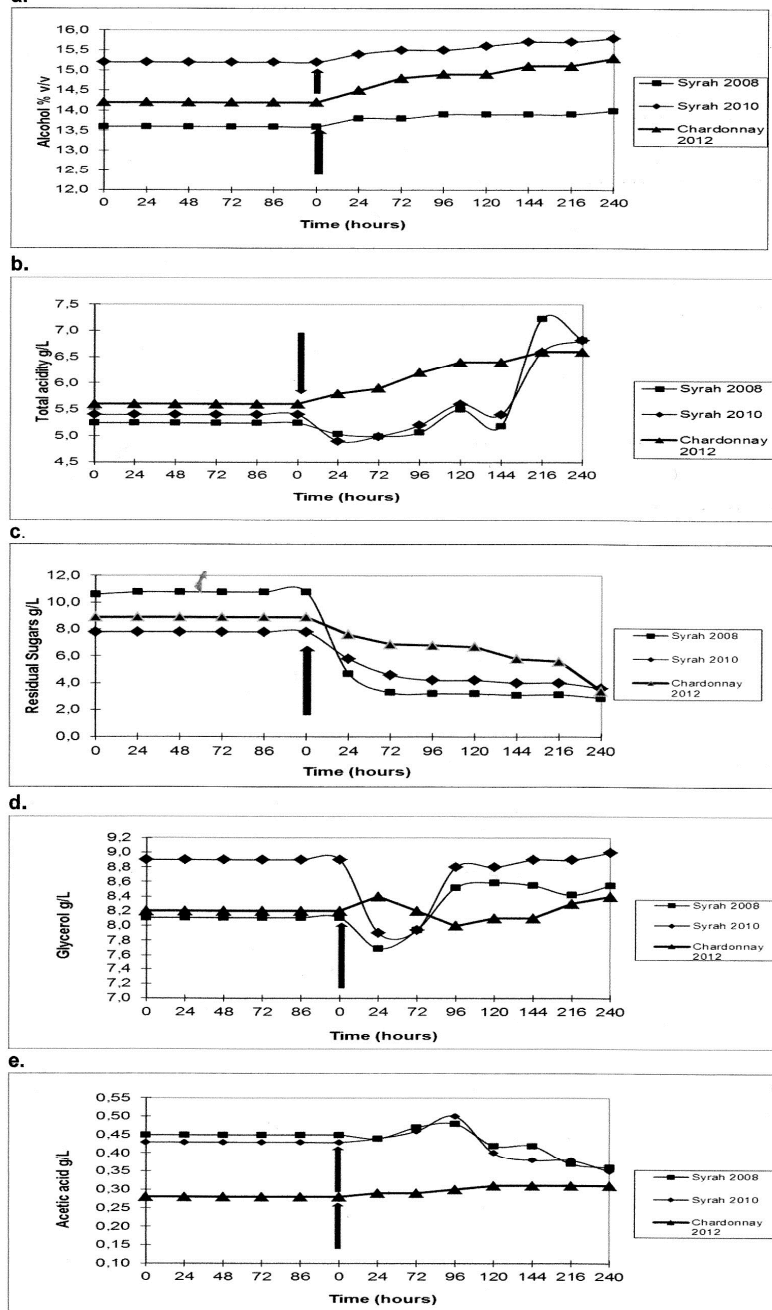 a.
16,0
15,5
15,0
14,5
14,0
13,5
13,0
12,5
12,0
Alcohol % v/v
0 24 48 72 86 0 24 72 96 120 144 216 240
Time (hours)
Syrah 2008
Syrah 2010
Chardonnay
2012
b.
7,5
7,0
6,5
6,0
5,5
5,0
4,5
Total acidity g/L
0 24 48 72 86 0 24 72 96 120 144 216 240
Time (hours)
Syrah 2008
Syrah 2010
Chardonnay
2012
c.
12,0
10,0
8,0
6,0
4,0
2,0
0,0
Residual Sugars g/L
0 24 48 72 86 0 24 72 96 120 144 216 240
Time (hours)
Syrah 2008
Syrah 2010
Chardonnay
2012
d.
9,2
9,0
8,8
8,6
8,4
8,2
8,0
7,8
7,6
7,4
7,2
7,0
Glycerol g/L
0 24 48 72 86 0 24 72 96 120 144 216 240
Time (hours)
Syrah 2008
Syrah 2010
Chardonnay
2012
e.
0,55
0,50
0,45
0,40
0,35
0,30
0,25
0,20
0,15
0,10
Acetic acid g/L
0 24 48 72 86 0 24 72 96 120 144 216 240
Time (hours)
Syrah 2008
Syrah 2010
Chardonnay
2012